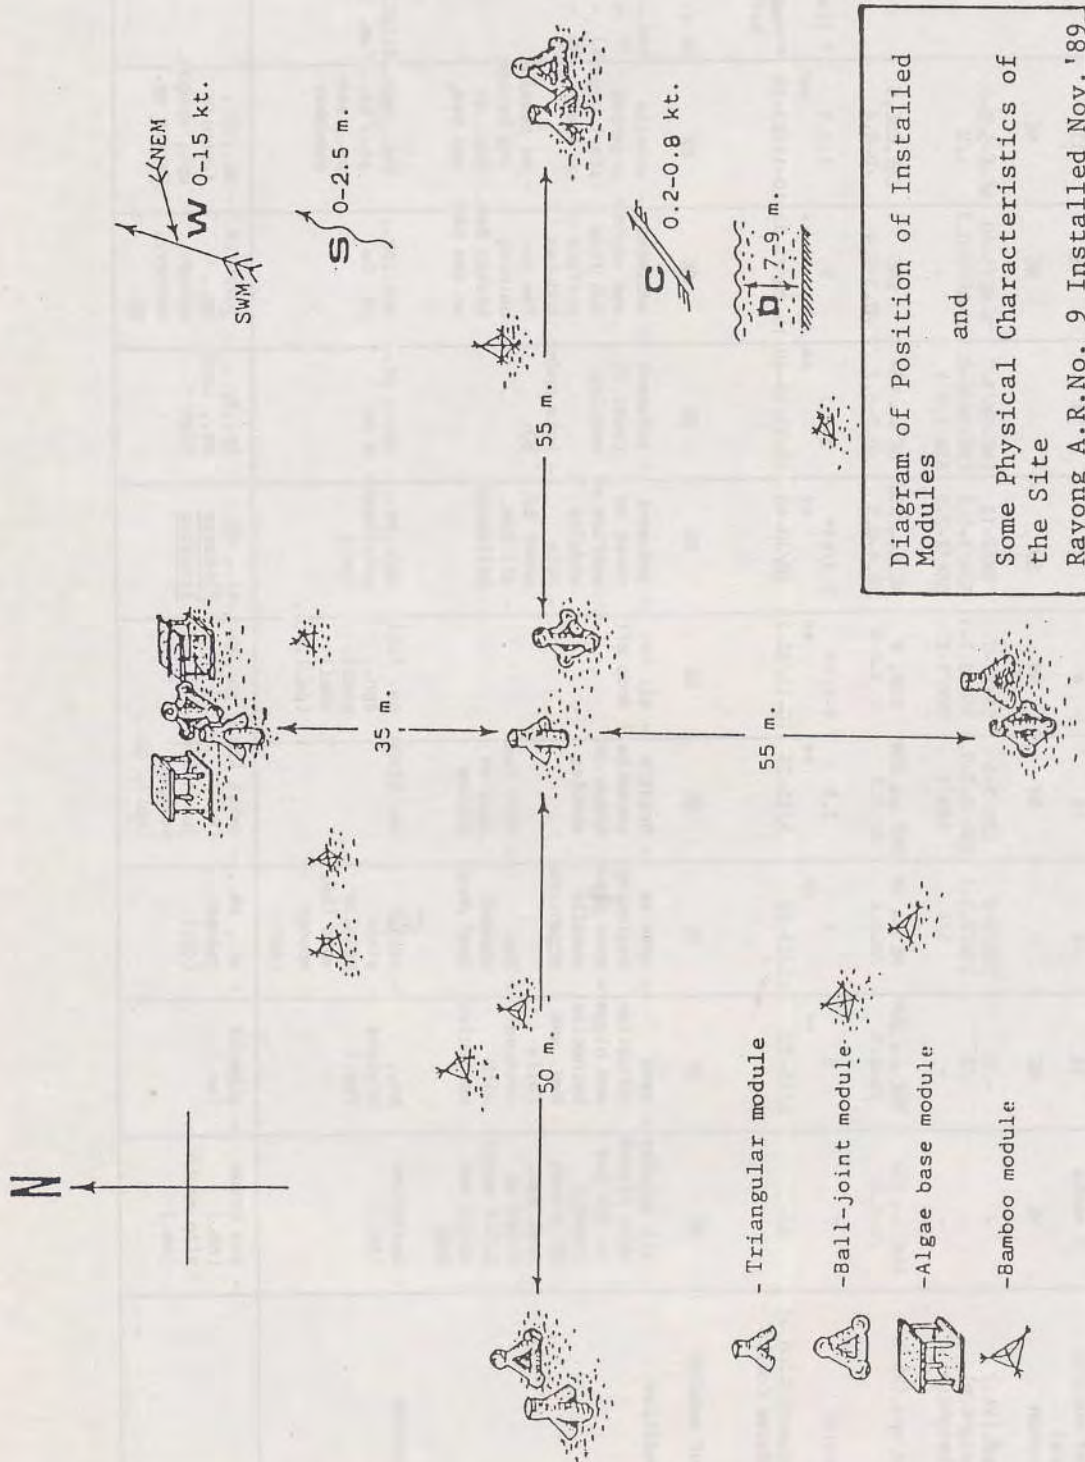 N
NEM
W 0-15 kt.
SWM
S 0-2.5 m.
35 m.
50 m.
55 m.
C
0.2-0.8 kt.
55 m.
D 7-9 m.
- Triangular module
-Ball-joint module
-Algae base module
-Bamboo module
Diagram of Position of Installed
Modules
and
Some Physical Characteristics of
the Site
Rayong A.R.No. 9 Installed Nov.'89